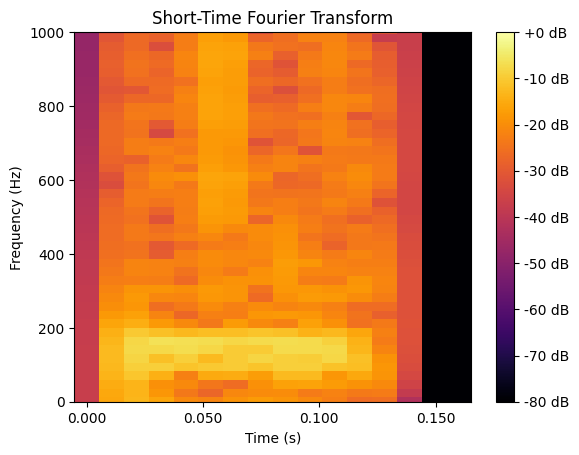 Short-Time Fourier Transform
1000
800
600
400
200
0
Frequency (Hz)
0.000
0.050
0.100
0.150
Time (s)
+0 dB
-10 dB
-20 dB
-30 dB
-40 dB
-50 dB
-60 dB
-70 dB
-80 dB